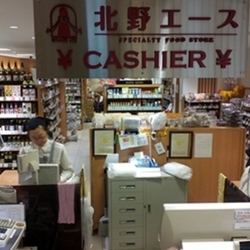 北野エース
SPECIALTY FOOD STORE
¥ CASHIER ¥